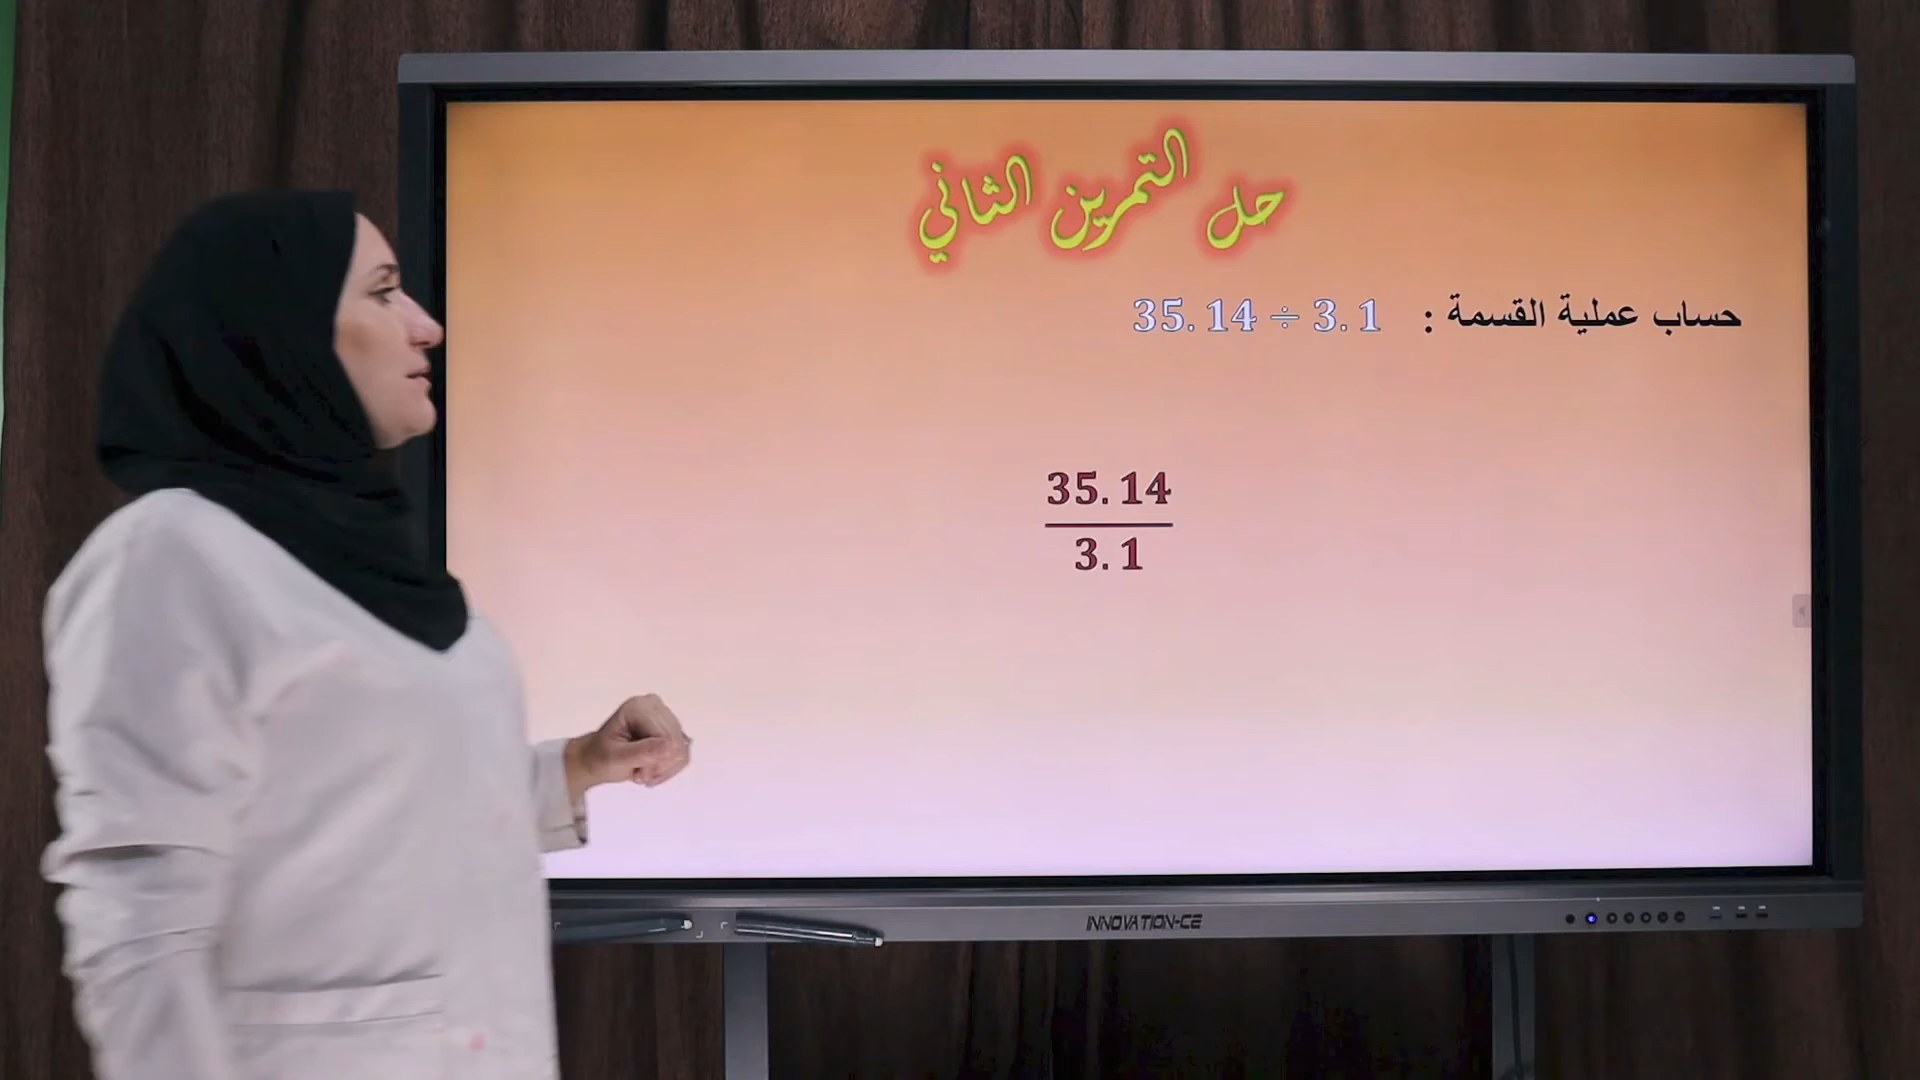 حل التمرين الثاني
حساب عملية القسمة : 35.14 ÷ 3.1
35.14
3.1
INNOVATION-CE